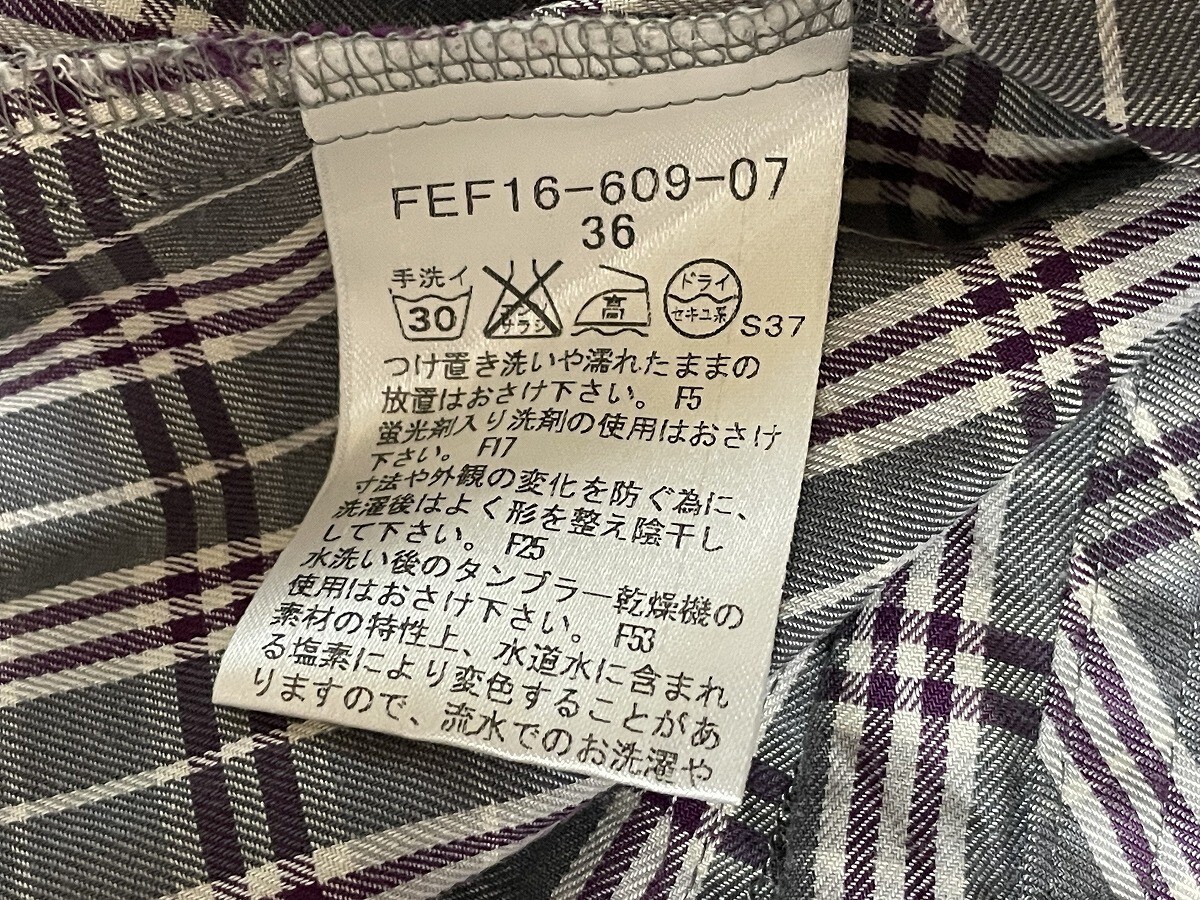 FEF16-609-07
36
手洗イ
30
エンソ
サラシ
高
ドライ
セキユ系
S37
つけ置き洗いや濡れたままの
放置はおさけ下さい。 F5
蛍光剤入り洗剤の使用はおさけ
下さい。 F17
寸法や外観の変化を防ぐ為に、
洗濯後はよく形を整え陰干し
して下さい。 F25
水洗い後のタンブラー乾燥機の
使用はおさけ下さい。 F53
素材の特性上、水道水に含まれ
る塩素により変色することがあ
りますので、流水でのお洗濯や